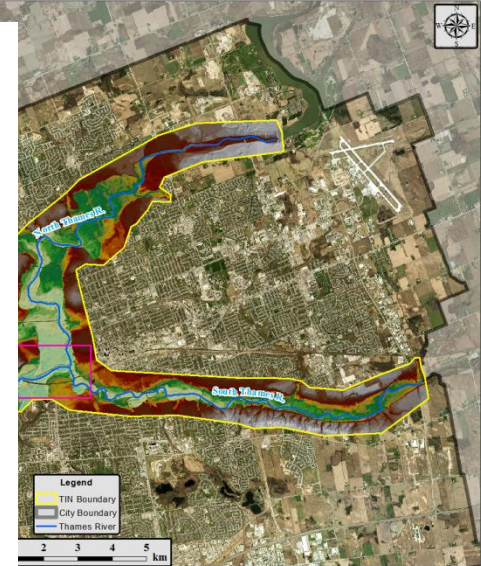 N
W E
S
North Thames R.
South Thames R.
Legend
TIN Boundary
City Boundary
Thames River
2 3 4 5
km